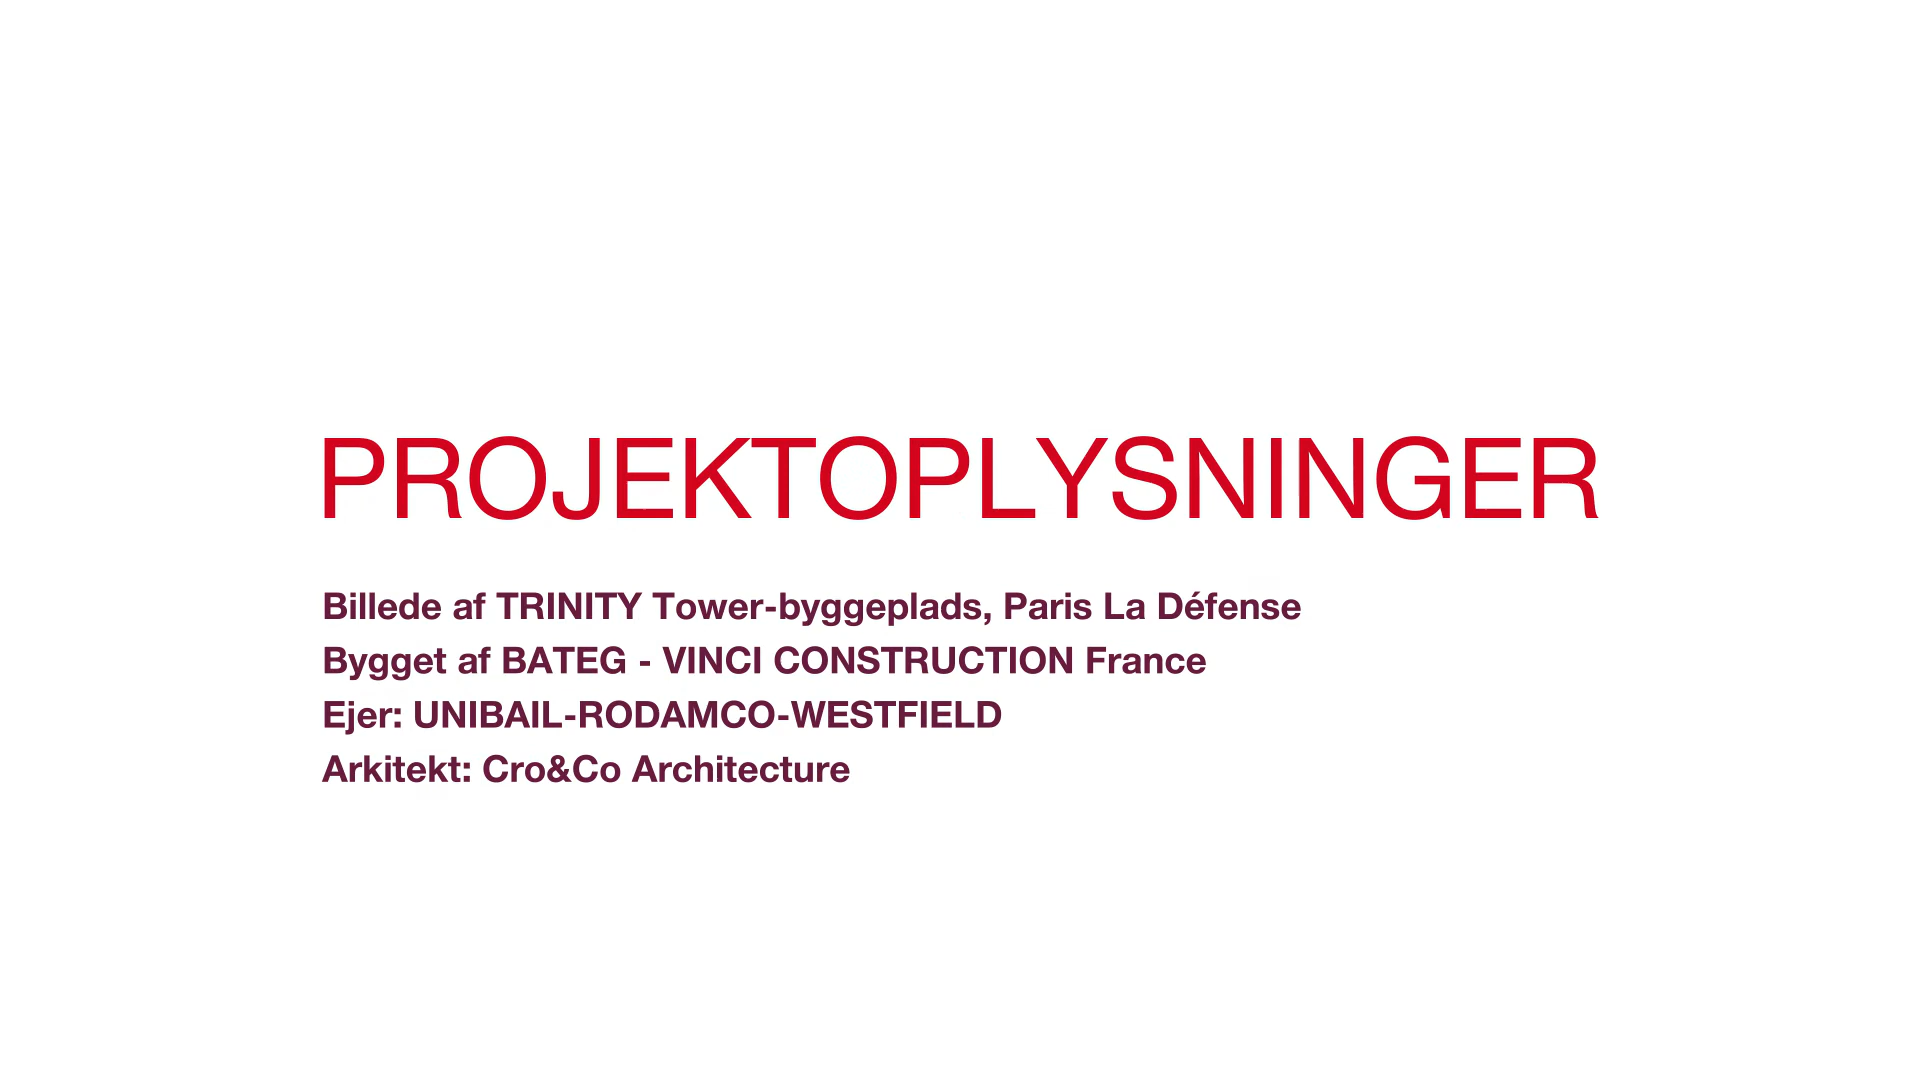 PROJEKTOPLYSNINGER
Billede af TRINITY Tower-byggeplads, Paris La Défense
Bygget af BATEG - VINCI CONSTRUCTION France
Ejer: UNIBAIL-RODAMCO-WESTFIELD
Arkitekt: Cro&Co Architecture